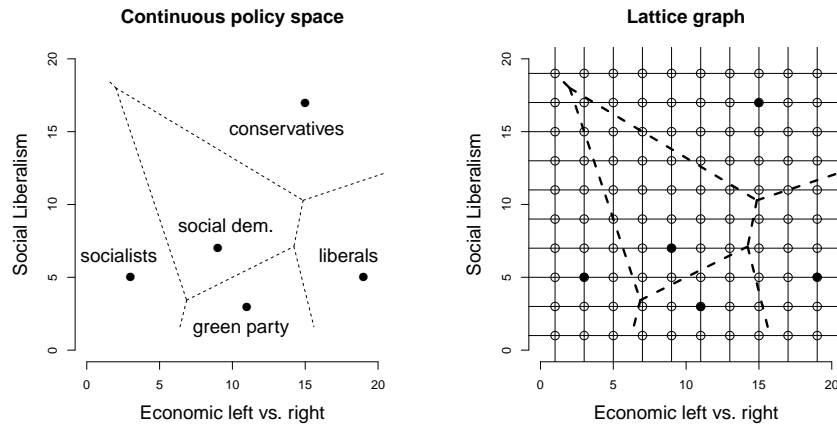 Continuous policy space
Social Liberalism
20
15
10
5
0
conservatives
social dem.
socialists
liberals
green party
0 5 10 15 20
Economic left vs. right
Lattice graph
Social Liberalism
20
15
10
5
0
0 5 10 15 20
Economic left vs. right